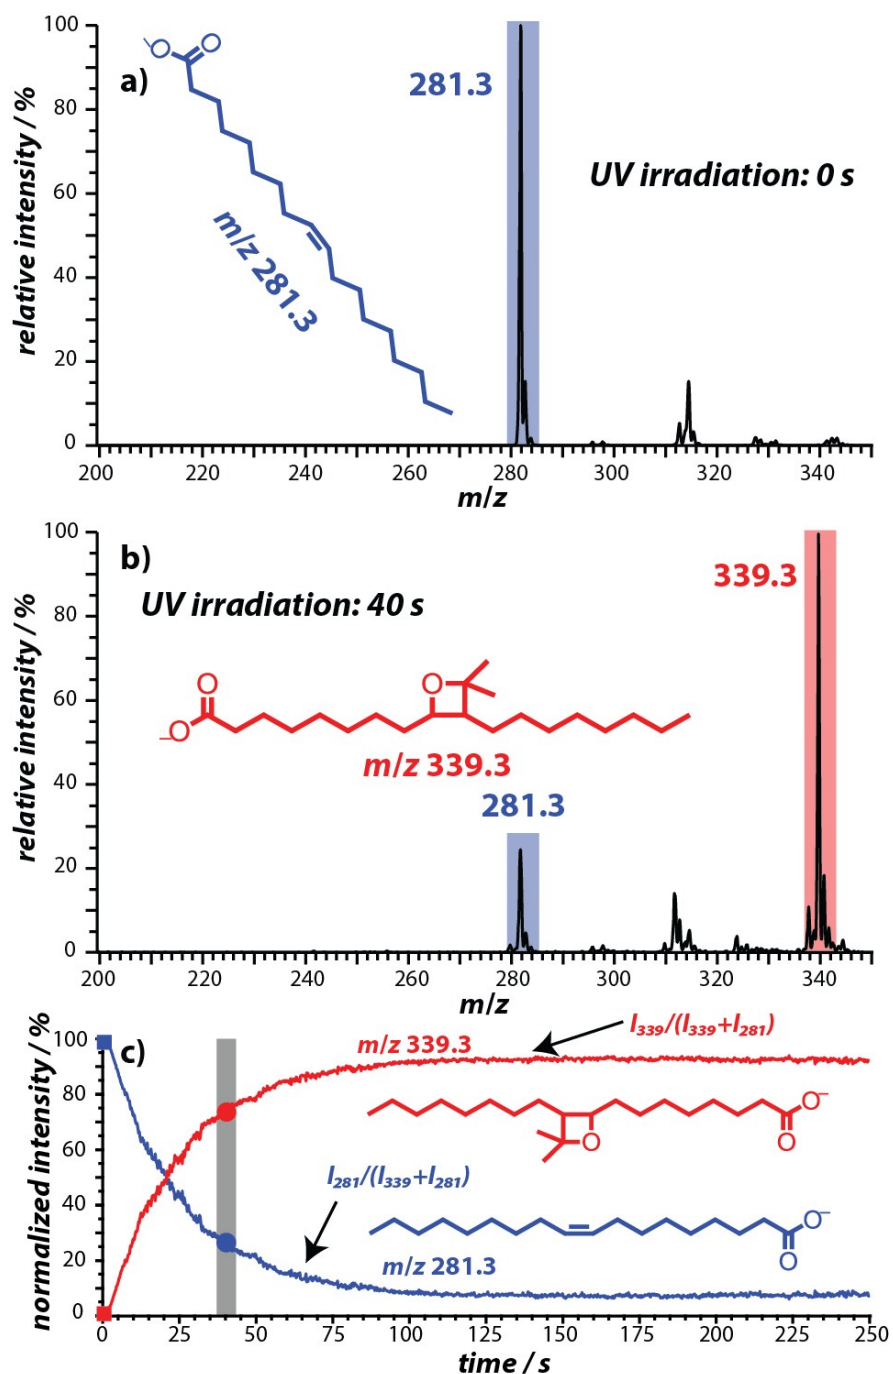 100
80
60
40
20
0
relative intensity / %
a)
⁻O
O
m/z 281.3
281.3
UV irradiation: 0 s
200
220
240
260
280
300
320
340
m/z
100
80
60
40
20
0
relative intensity / %
b)
UV irradiation: 40 s
339.3
O
O
⁻O
m/z 339.3
281.3
200
220
240
260
280
300
320
340
m/z
100
80
60
40
20
0
normalized intensity / %
c)
m/z 339.3
I339/(I339+I281)
O⁻
O
O
I281/(I339+I281)
O⁻
O
m/z 281.3
0
25
50
75
100
125
150
175
200
225
250
time / s